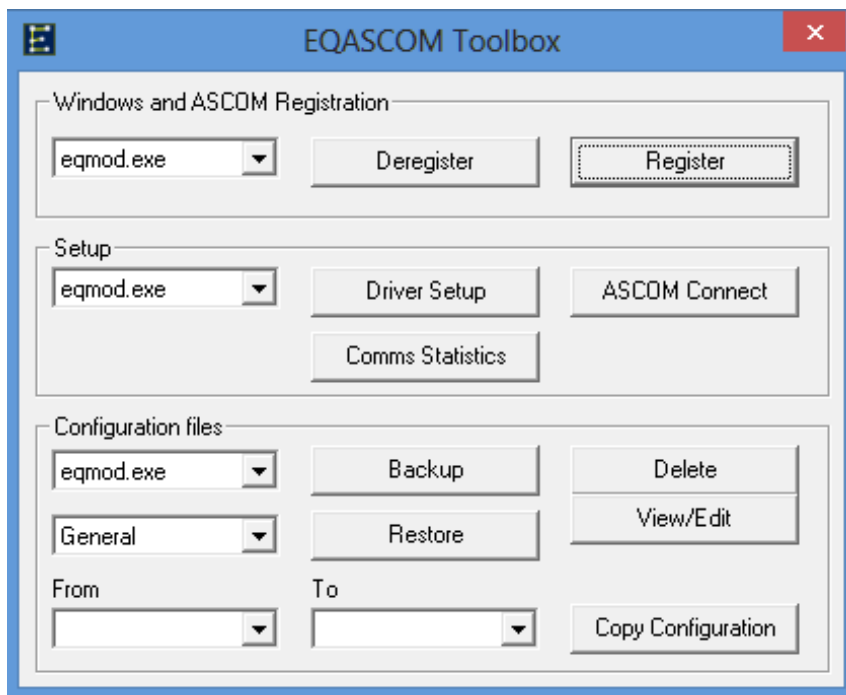 EQASCOM Toolbox
Windows and ASCOM Registration
eqmod.exe
Deregister
Register
Setup
eqmod.exe
Driver Setup
ASCOM Connect
Comms Statistics
Configuration files
eqmod.exe
Backup
Delete
General
Restore
View/Edit
From
To
Copy Configuration